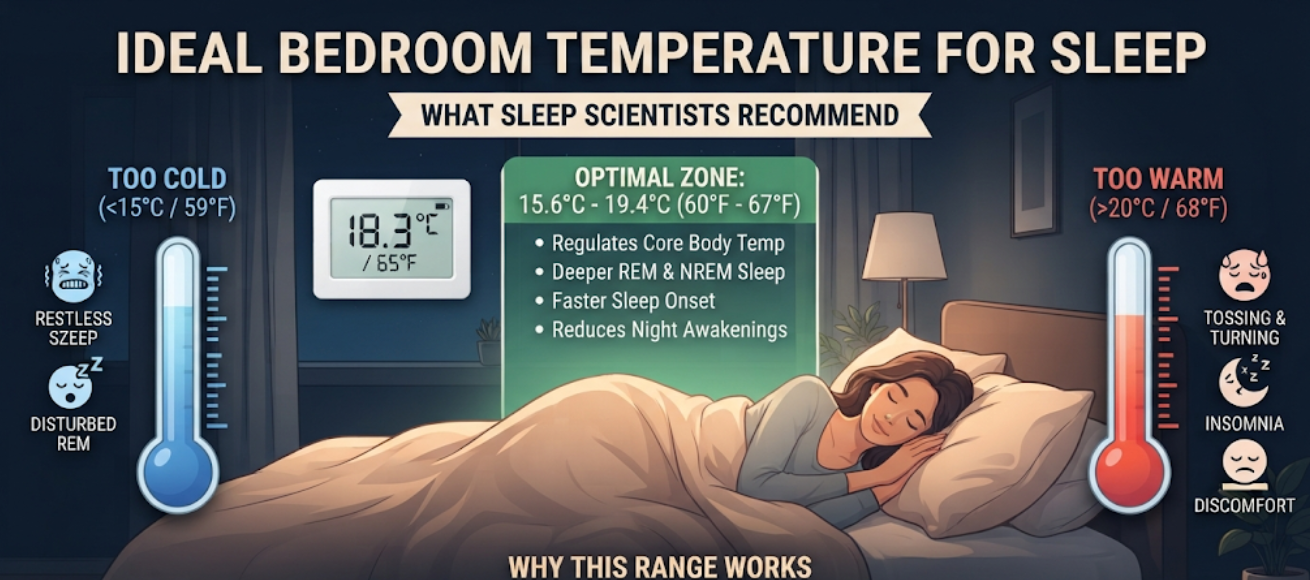 IDEAL BEDROOM TEMPERATURE FOR SLEEP
WHAT SLEEP SCIENTISTS RECOMMEND
TOO COLD
(<15°C / 59°F)
RESTLESS
SZEEP
z z
DISTURBED
REM
18.3°C
/ 65°F
OPTIMAL ZONE:
15.6°C - 19.4°C (60°F - 67°F)
• Regulates Core Body Temp
• Deeper REM & NREM Sleep
• Faster Sleep Onset
• Reduces Night Awakenings
TOO WARM
(>20°C / 68°F)
TOSSING &
TURNING
x z z z
INSOMNIA
DISCOMFORT
WHY THIS RANGE WORKS